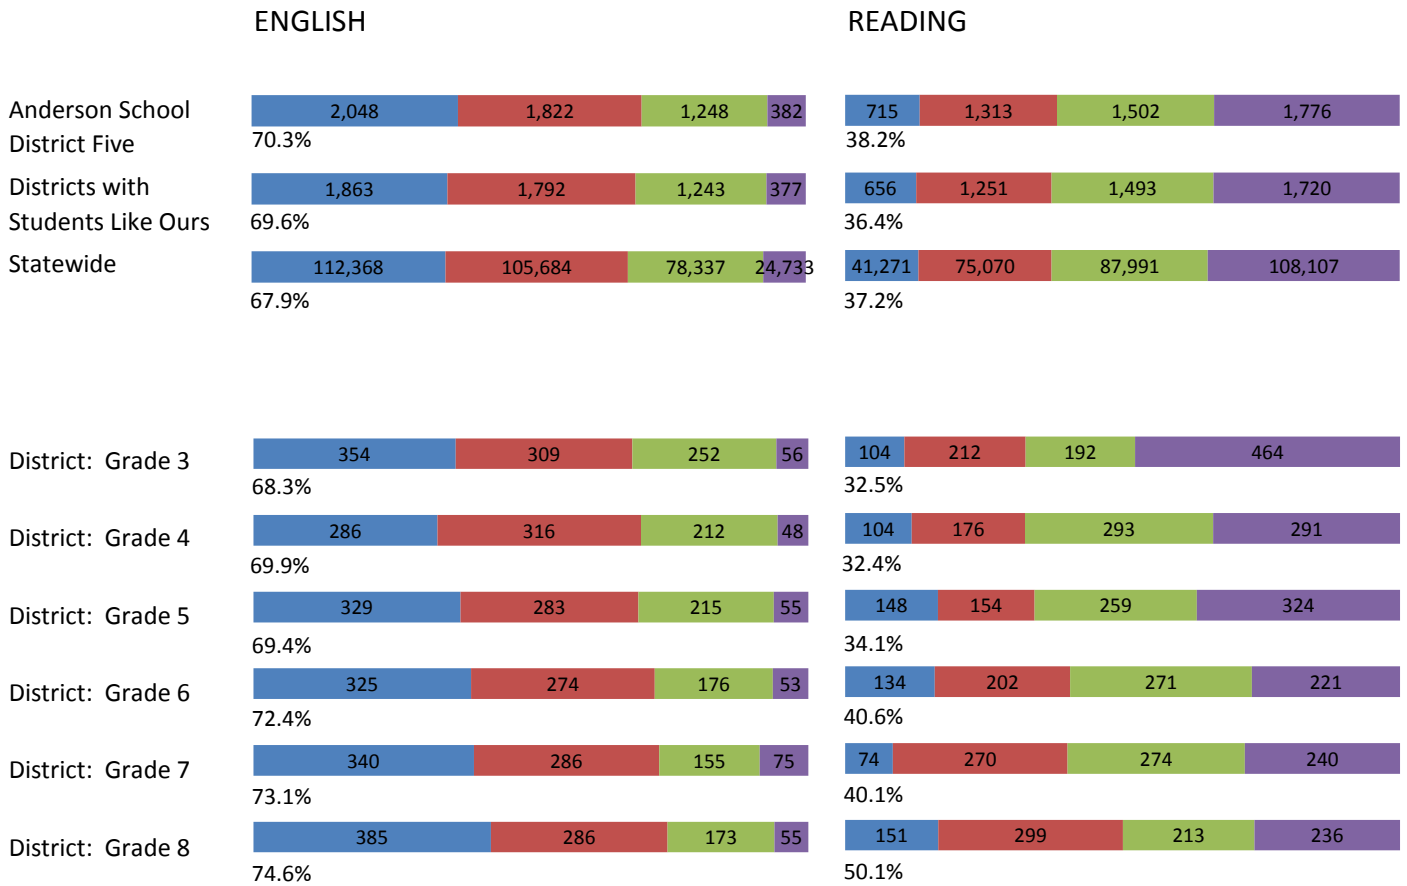 ENGLISH READING
Anderson School 2,048 1,822 1,248 382 715 1,313 1,502 1,776
District Five 70.3% 38.2%
Districts with 1,863 1,792 1,243 377 656 1,251 1,493 1,720
Students Like Ours 69.6% 36.4%
Statewide 112,368 105,684 78,337 24,733 41,271 75,070 87,991 108,107
67.9% 37.2%
District: Grade 3 354 309 252 56 104 212 192 464
68.3% 32.5%
District: Grade 4 286 316 212 48 104 176 293 291
69.9% 32.4%
District: Grade 5 329 283 215 55 148 154 259 324
69.4% 34.1%
District: Grade 6 325 274 176 53 134 202 271 221
72.4% 40.6%
District: Grade 7 340 286 155 75 74 270 274 240
73.1% 40.1%
District: Grade 8 385 286 173 55 151 299 213 236
74.6% 50.1%